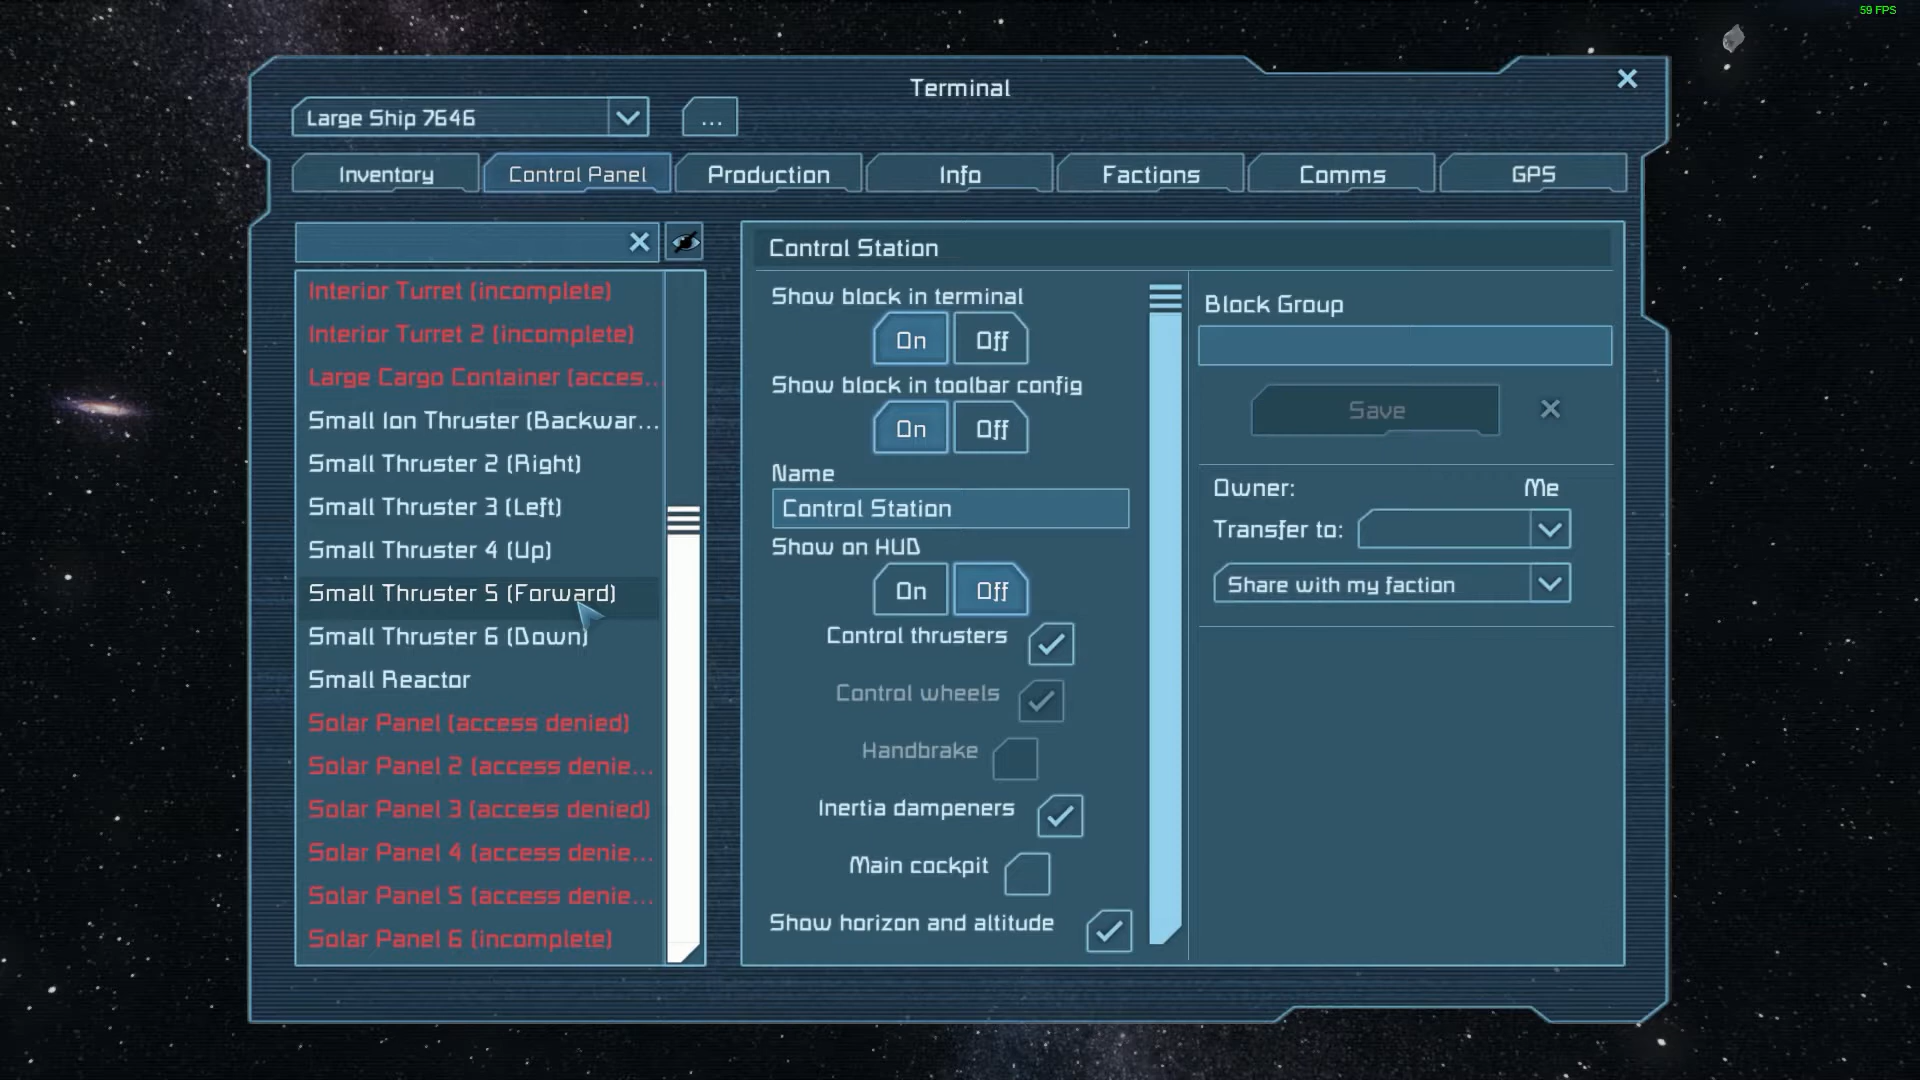 59 FPS
Terminal
Large Ship 7646
...
Inventory
Control Panel
Production
Info
Factions
Comms
GPS
Interior Turret (incomplete)
Interior Turret 2 (incomplete)
Large Cargo Container (acces...
Small Ion Thruster (Backwar...
Small Thruster 2 (Right)
Small Thruster 3 (Left)
Small Thruster 4 (Up)
Small Thruster 5 (Forward)
Small Thruster 6 (Down)
Small Reactor
Solar Panel (access denied)
Solar Panel 2 (access denie...
Solar Panel 3 (access denied)
Solar Panel 4 (access denie...
Solar Panel 5 (access denie...
Solar Panel 6 (incomplete)
Control Station
Show block in terminal
On Off
Show block in toolbar config
On Off
Name
Control Station
Show on HUD
On Off
Control thrusters
Control wheels
Handbrake
Inertia dampeners
Main cockpit
Show horizon and altitude
Block Group
Save
Owner: Me
Transfer to:
Share with my faction